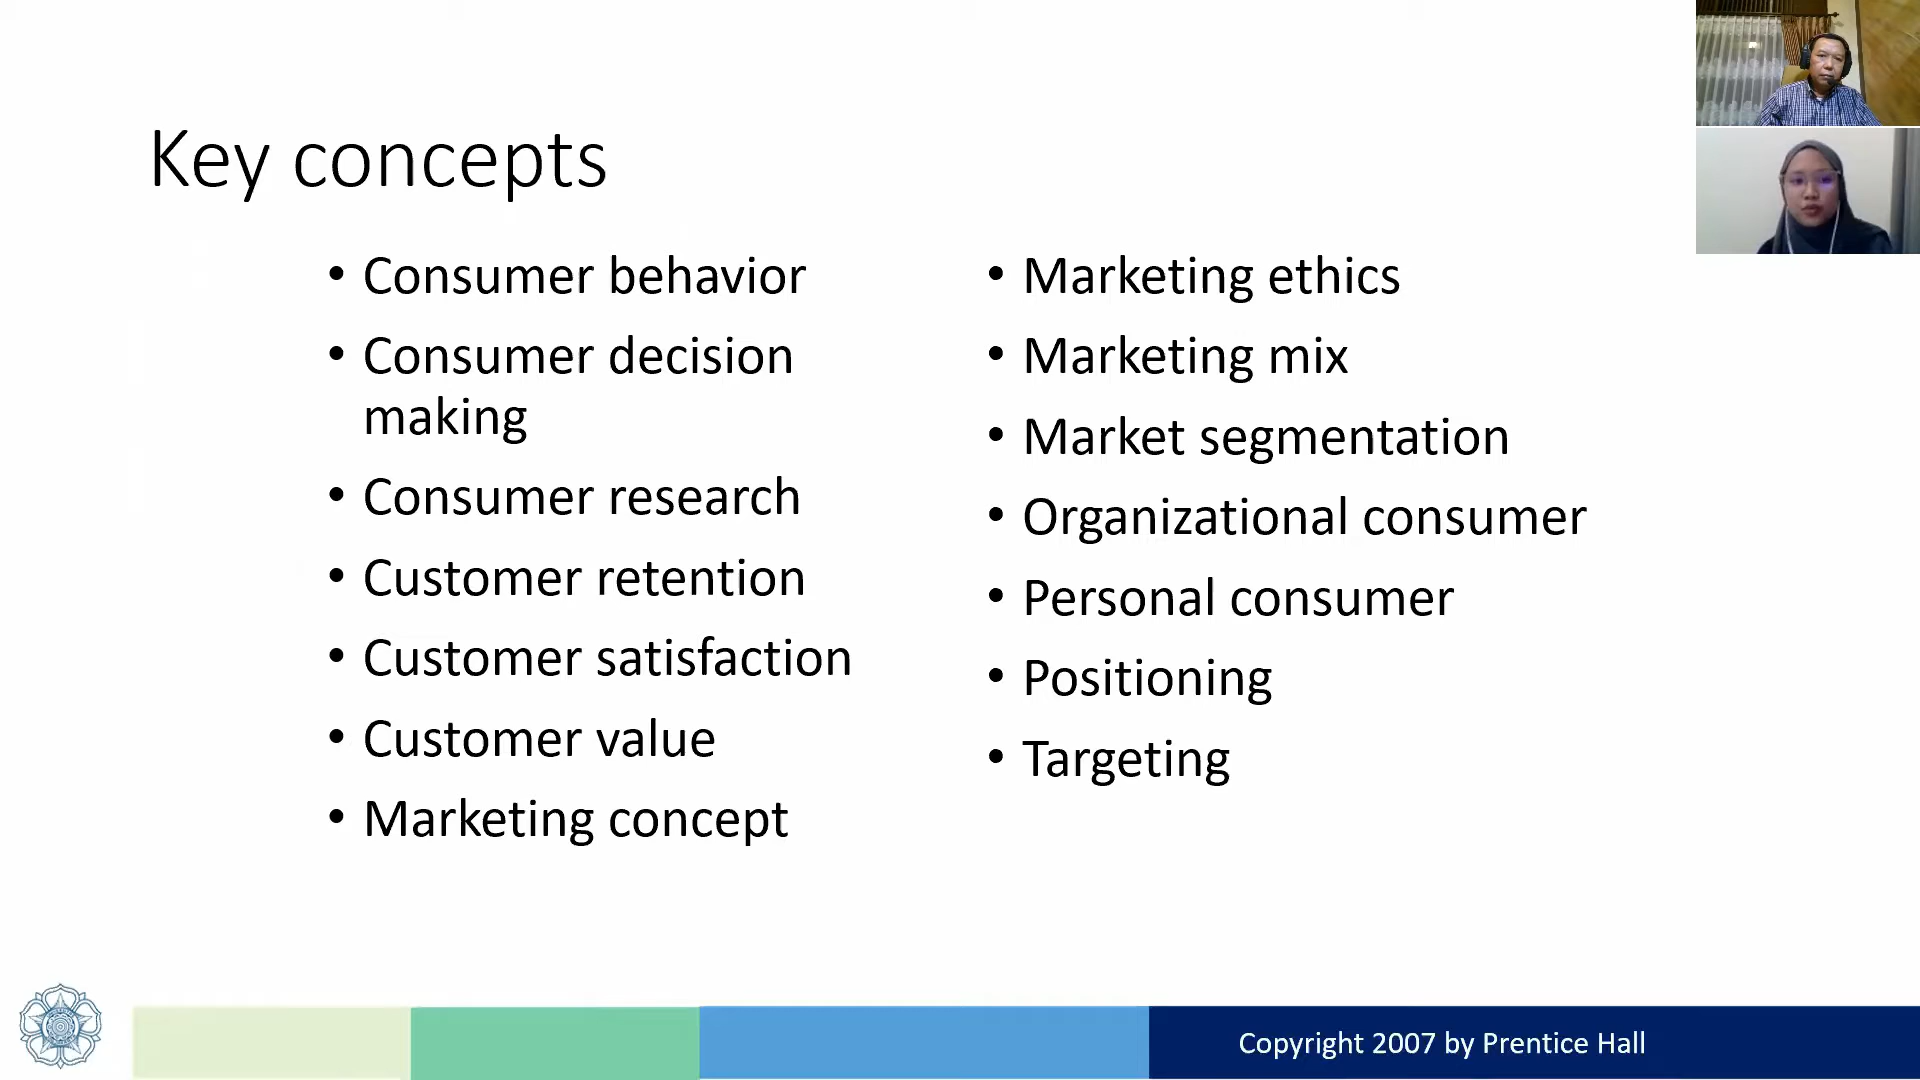 Key concepts
• Consumer behavior
• Consumer decision
making
• Consumer research
• Customer retention
• Customer satisfaction
• Customer value
• Marketing concept
• Marketing ethics
• Marketing mix
• Market segmentation
• Organizational consumer
• Personal consumer
• Positioning
• Targeting
Copyright 2007 by Prentice Hall